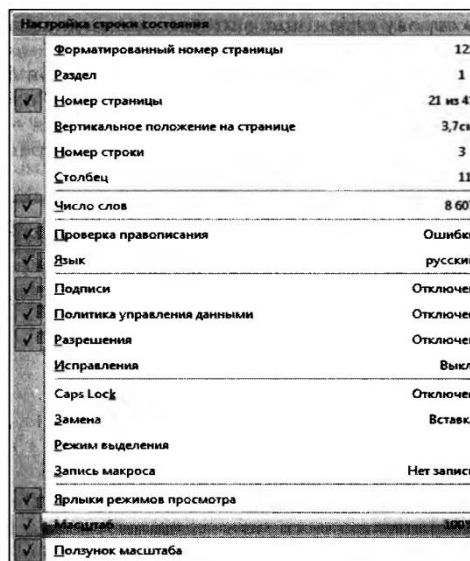 Настройка строки состояния
Форматированный номер страницы 12
Раздел 1
Номер страницы 21 из 4
Вертикальное положение на странице 3,7с
Номер строки 3
Столбец 11
Число слов 8 60
Проверка правописания Ошибк
Язык русски
Подписи Отключе
Политика управления данными Отключе
Разрешения Отключе
Исправления Выкл
Caps Lock Отключе
Замена Вставк
Режим выделения
Запись макроса Нет запис
Ярлыки режимов просмотра
Масштаб 100
Ползунок масштаба